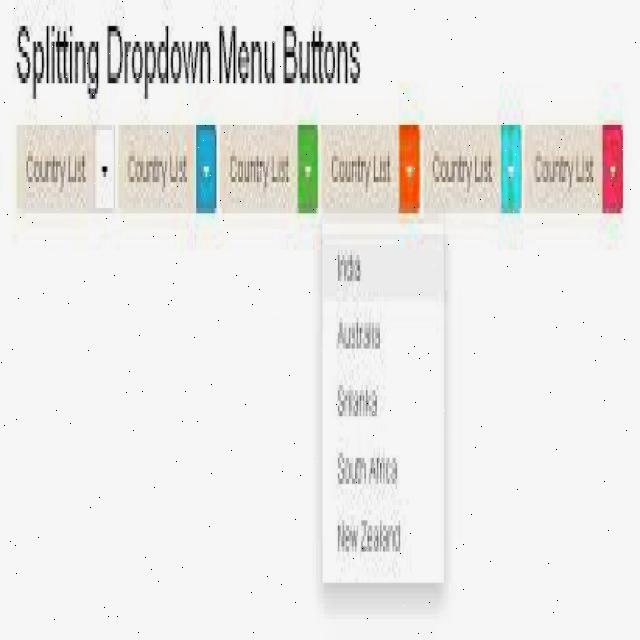 Splitting Dropdown Menu Buttons
Country List Country List Country List Country List Country List Country List
India
Australia
Srilanka
South Africa
New Zealand